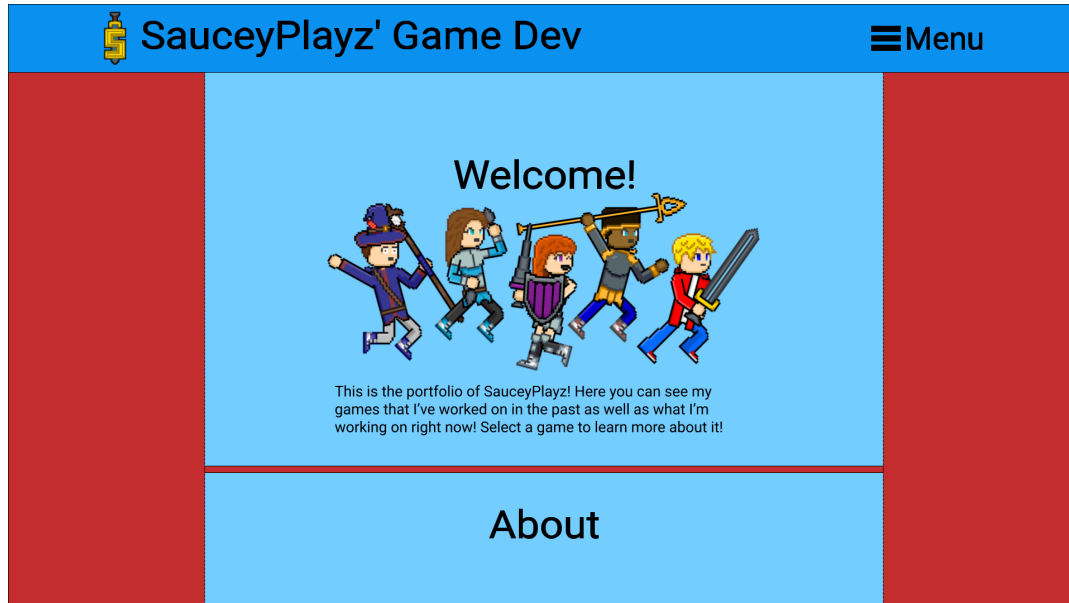 SauceyPlayz' Game Dev
Menu
Welcome!
This is the portfolio of SauceyPlayz! Here you can see my
games that I’ve worked on in the past as well as what I’m
working on right now! Select a game to learn more about it!
About